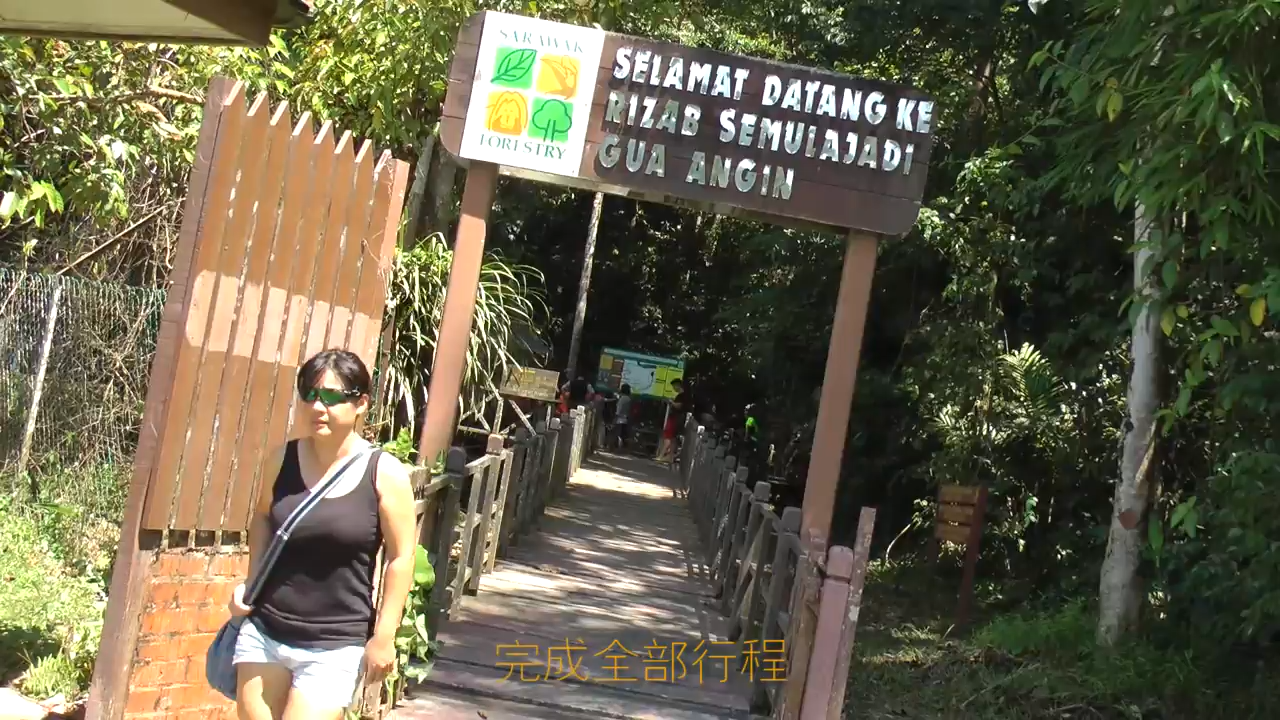 SARAWAK
FORESTRY
SELAMAT DATANG KE
RIZAB SEMULAJADI
GUA ANGIN
完成全部行程